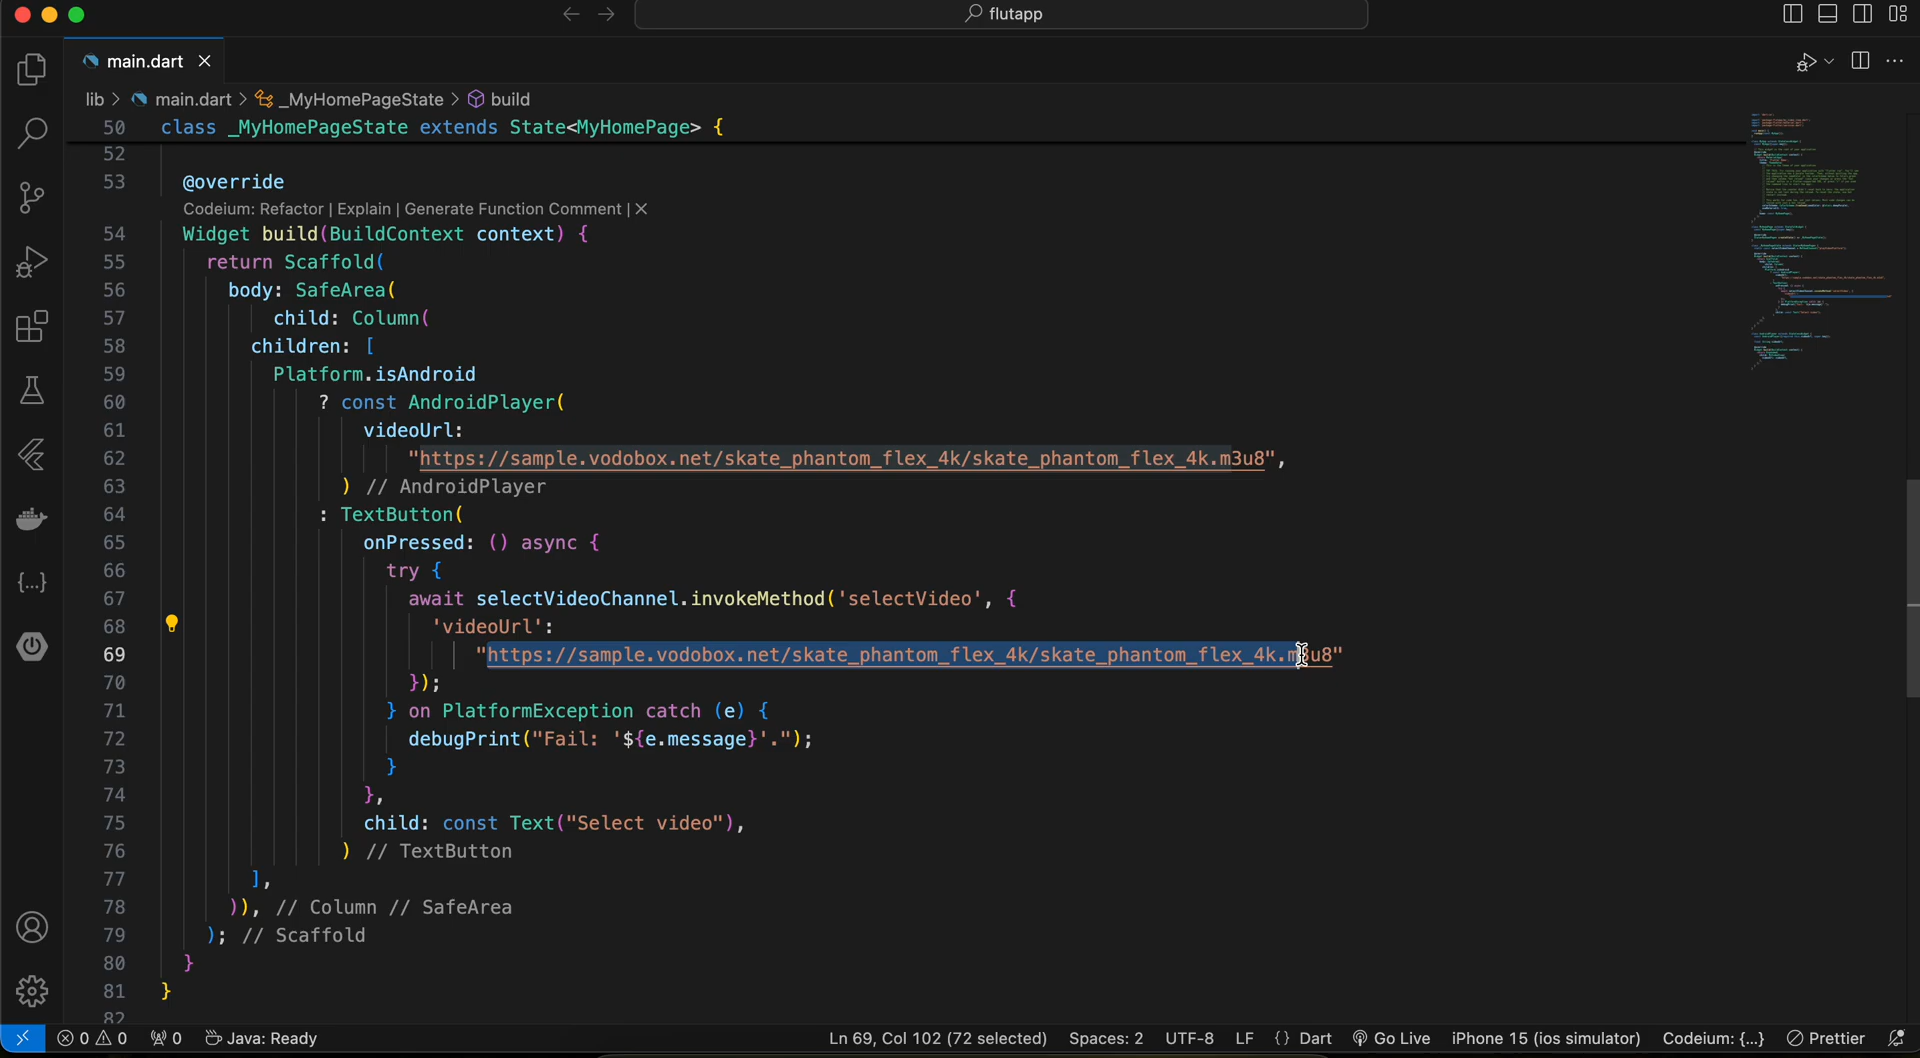 flutapp
main.dart
lib > main.dart > _MyHomePageState > build
50 class _MyHomePageState extends State<MyHomePage> {
52
53 @override
Codeium: Refactor | Explain | Generate Function Comment | ×
54 Widget build(BuildContext context) {
55 return Scaffold(
56 body: SafeArea(
57 child: Column(
58 children: [
59 Platform.isAndroid
60 ? const AndroidPlayer(
61 videoUrl:
62 "https://sample.vodobox.net/skate_phantom_flex_4k/skate_phantom_flex_4k.m3u8",
63 ) // AndroidPlayer
64 : TextButton(
65 onPressed: () async {
66 try {
67 await selectVideoChannel.invokeMethod('selectVideo', {
68 'videoUrl':
69 "https://sample.vodobox.net/skate_phantom_flex_4k/skate_phantom_flex_4k.m3u8"
70 });
71 } on PlatformException catch (e) {
72 debugPrint("Fail: '${e.message}'.");
73 }
74 },
75 child: const Text("Select video"),
76 ) // TextButton
77 ],
78 )), // Column // SafeArea
79 ); // Scaffold
80 }
81 }
82
0 0 0 Java: Ready Ln 69, Col 102 (72 selected) Spaces: 2 UTF-8 LF {} Dart Go Live iPhone 15 (ios simulator) Codeium: {...} Prettier